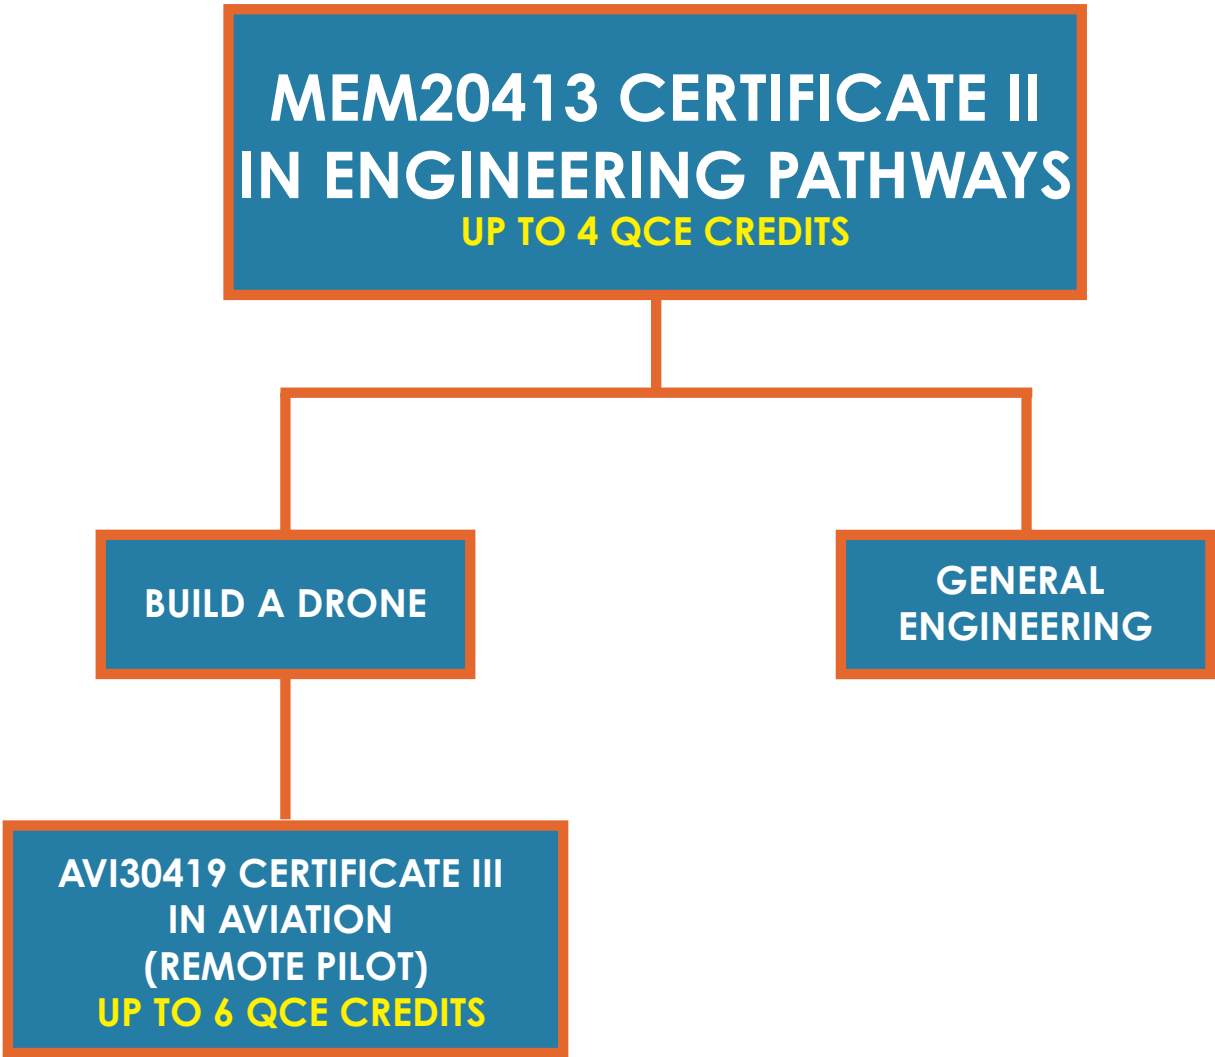 MEM20413 CERTIFICATE II
IN ENGINEERING PATHWAYS
UP TO 4 QCE CREDITS
BUILD A DRONE
GENERAL
ENGINEERING
AVI30419 CERTIFICATE III
IN AVIATION
(REMOTE PILOT)
UP TO 6 QCE CREDITS